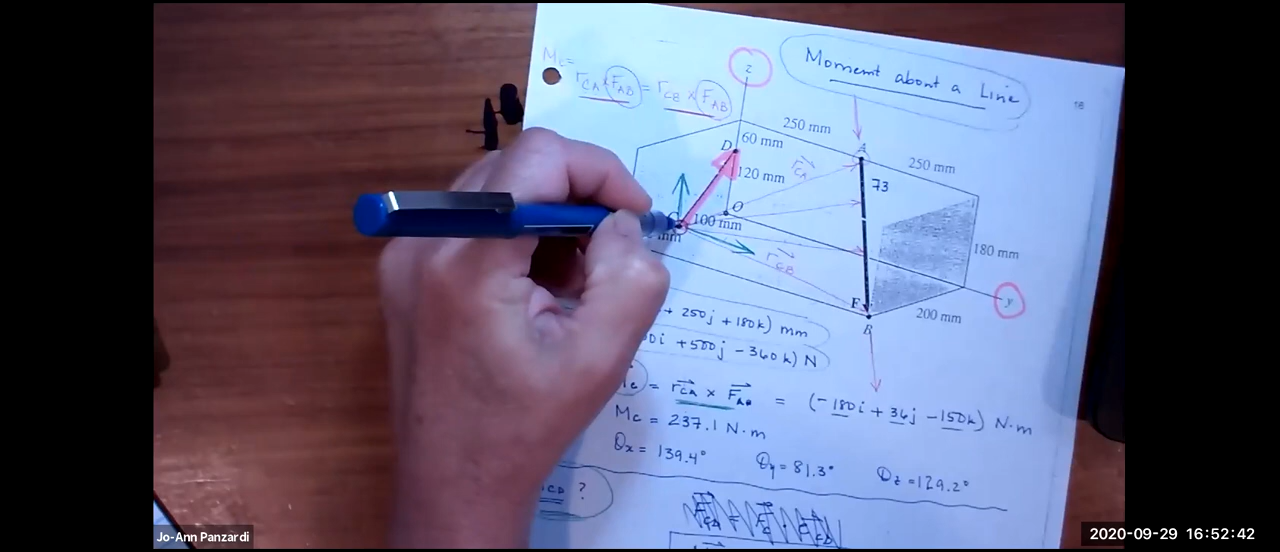 Moment about a Line
16
z
Mc=
rCA × FAB = rCB × FAB
250 mm
A
250 mm
D
60 mm
120 mm
rCA
73
O
100 mm
mm
180 mm
rCB
y
F
200 mm
B
+ 250j + 180k) mm
i + 500j - 360k) N
= rCA × FAB = (-180i + 36j - 150k) N·m
Mc = 237.1 N·m
θx = 139.4° θy = 81.3° θz = 129.2°
?
Jo-Ann Panzardi
2020-09-29 16:52:42